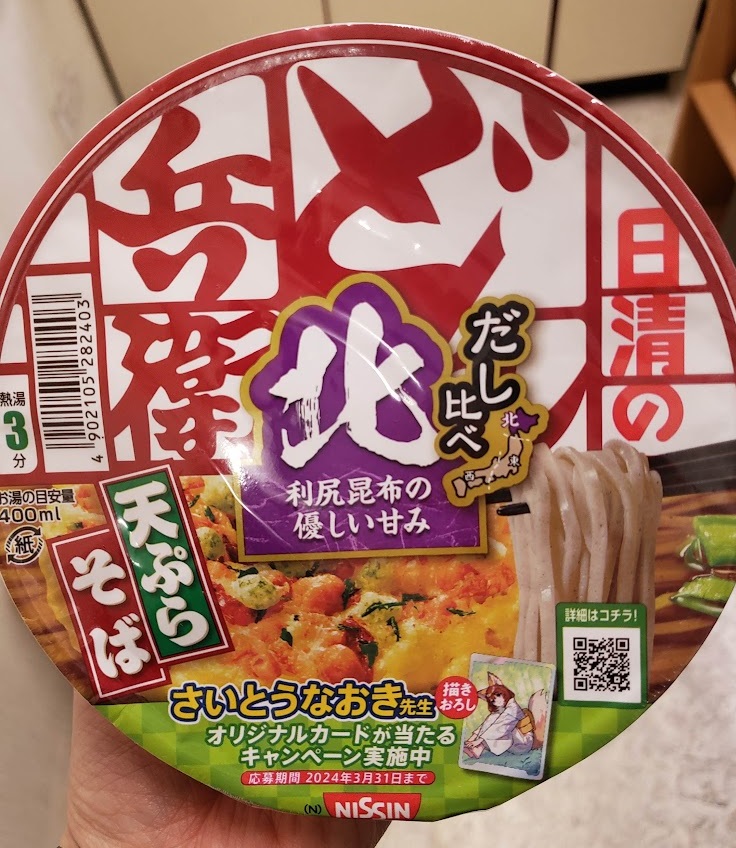 日清の
どん
兵衛
だし
比べ
北
東
西
北
利尻昆布の
優しい甘み
4 902105 282403
熱湯
3
分
お湯の目安量
400ml
紙
天ぷら
そば
詳細はコチラ!
さいとうなおき先生
描き
おろし
オリジナルカードが当たる
キャンペーン実施中
応募期間 2024年3月31日まで
(N) NISSIN